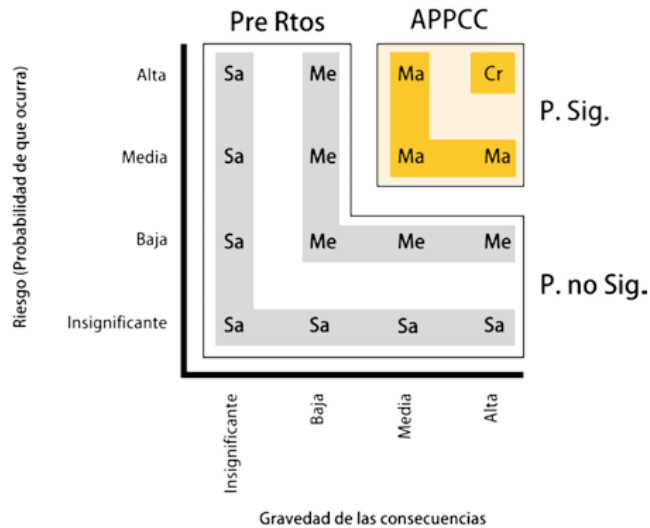 Pre Rtos APPCC
Alta Sa Me Ma Cr
P. Sig.
Media Sa Me Ma Ma
Baja Sa Me Me Me
P. no Sig.
Insignificante Sa Sa Sa Sa
Riesgo (Probabilidad de que ocurra)
Insignificante
Baja
Media
Alta
Gravedad de las consecuencias